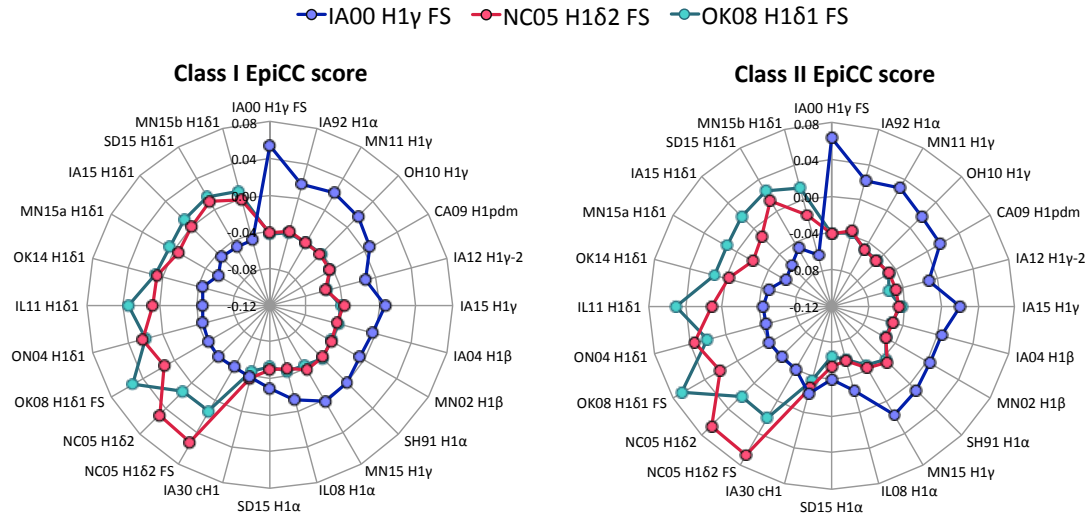 IA00 H1γ FS NC05 H1δ2 FS OK08 H1δ1 FS
Class I EpiCC score
IA00 H1γ FS
IA92 H1α
MN11 H1γ
OH10 H1γ
CA09 H1pdm
IA12 H1γ-2
IA15 H1γ
IA04 H1β
MN02 H1β
SH91 H1α
MN15 H1γ
IL08 H1α
SD15 H1α
IA30 cH1
NC05 H1δ2 FS
NC05 H1δ2
OK08 H1δ1 FS
ON04 H1δ1
IL11 H1δ1
OK14 H1δ1
MN15a H1δ1
IA15 H1δ1
SD15 H1δ1
MN15b H1δ1
0.08
0.04
0.00
-0.04
-0.08
-0.12
Class II EpiCC score
IA00 H1γ FS
IA92 H1α
MN11 H1γ
OH10 H1γ
CA09 H1pdm
IA12 H1γ-2
IA15 H1γ
IA04 H1β
MN02 H1β
SH91 H1α
MN15 H1γ
IL08 H1α
SD15 H1α
IA30 cH1
NC05 H1δ2 FS
NC05 H1δ2
OK08 H1δ1 FS
ON04 H1δ1
IL11 H1δ1
OK14 H1δ1
MN15a H1δ1
IA15 H1δ1
SD15 H1δ1
MN15b H1δ1
0.08
0.04
0.00
-0.04
-0.08
-0.12